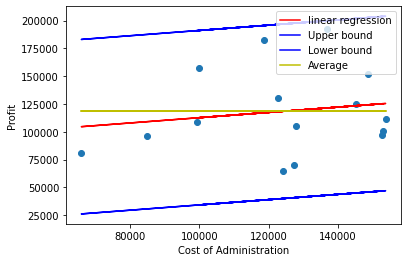 200000
175000
150000
125000
100000
75000
50000
25000
Profit
linear regression
Upper bound
Lower bound
Average
80000 100000 120000 140000
Cost of Administration